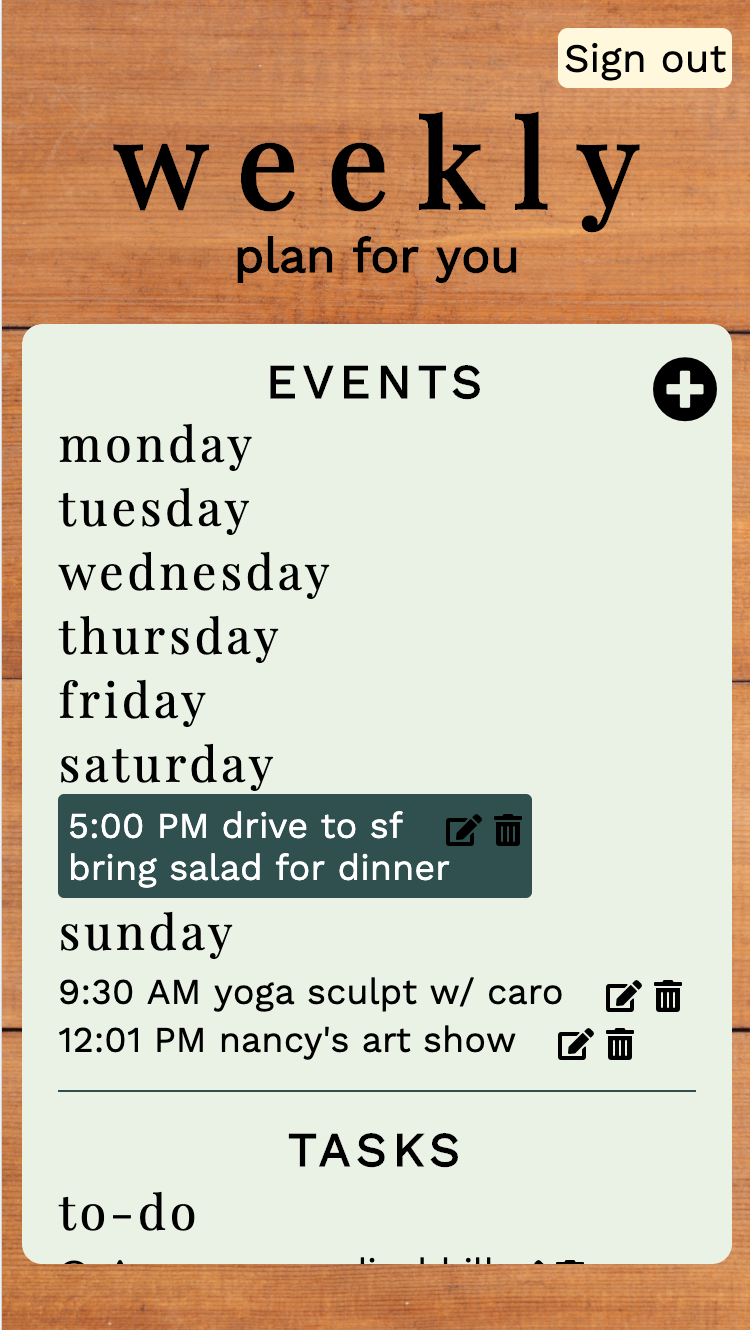 Sign out
weekly
plan for you
EVENTS
monday
tuesday
wednesday
thursday
friday
saturday
5:00 PM drive to sf
bring salad for dinner
sunday
9:30 AM yoga sculpt w/ caro
12:01 PM nancy's art show
TASKS
to-do